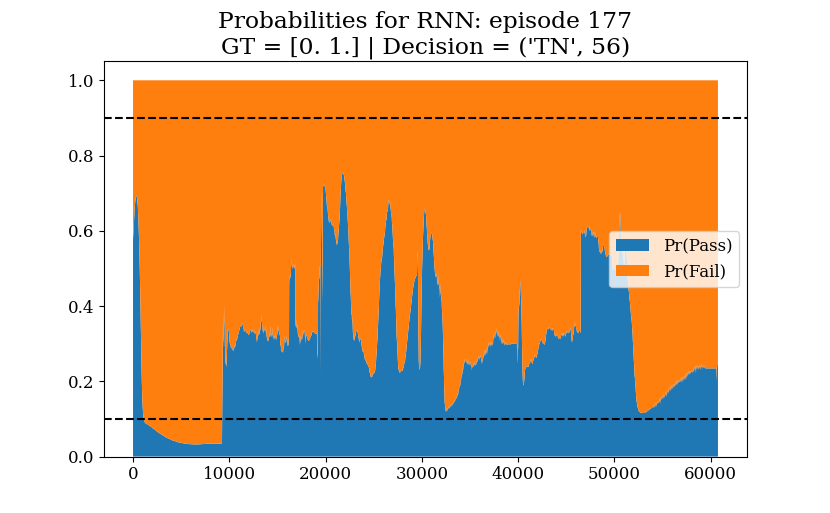 Probabilities for RNN: episode 177
GT = [0. 1.] | Decision = ('TN', 56)
1.0
0.8
0.6
0.4
0.2
0.0
Pr(Pass)
Pr(Fail)
0 10000 20000 30000 40000 50000 60000